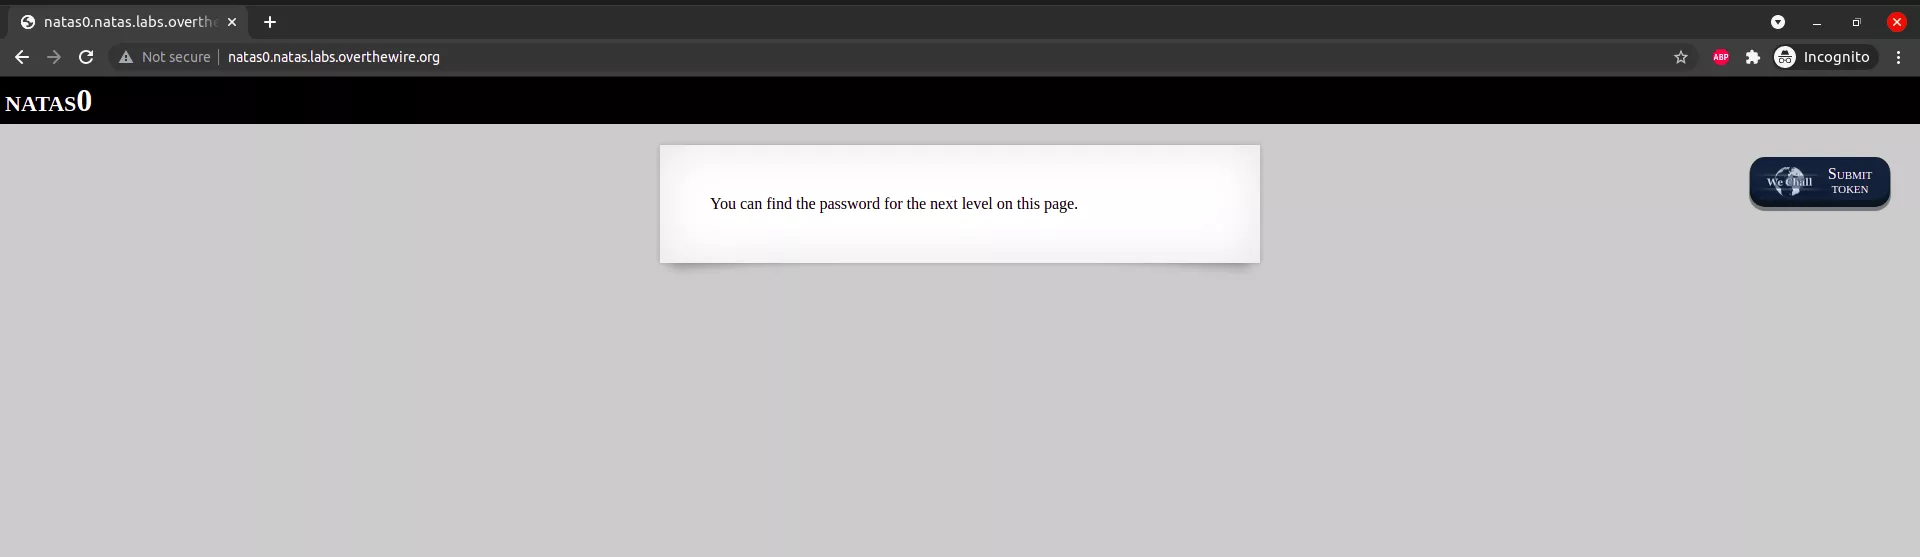 natas0.natas.labs.overthe
Not secure
natas0.natas.labs.overthewire.org
ABP
Incognito
NATAS0
You can find the password for the next level on this page.
We Chall
SUBMIT
TOKEN